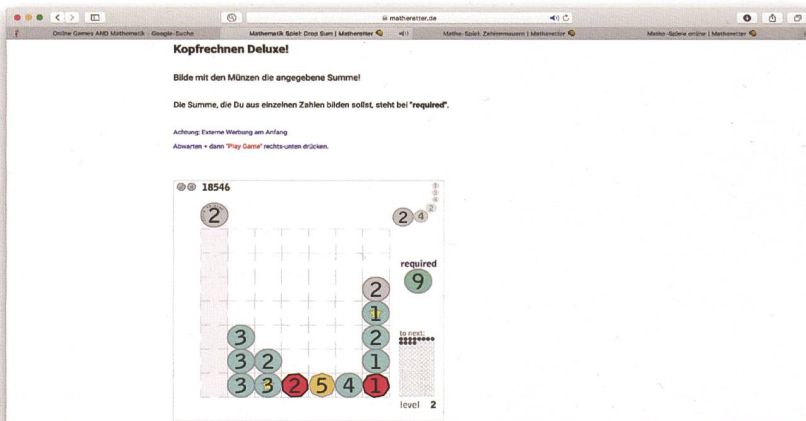 matheretter.de
Online Games AND Mathematik - Google-Suche
Mathematik Spiel: Drop Sum | Matheretter
Mathe-Spiel: Zahlenmauern | Matheretter
Mathe-Spiele online | Matheretter
Kopfrechnen Deluxe!
Bilde mit den Münzen die angegebene Summe!
Die Summe, die Du aus einzelnen Zahlen bilden sollst, steht bei "required".
Achtung: Externe Werbung am Anfang
Abwarten + dann "Play Game" rechts-unten drücken.
18546
2
2 4 2
required
9
2
1
3 2
to next:
3 2 1
3 3 2 5 4 1
level 2